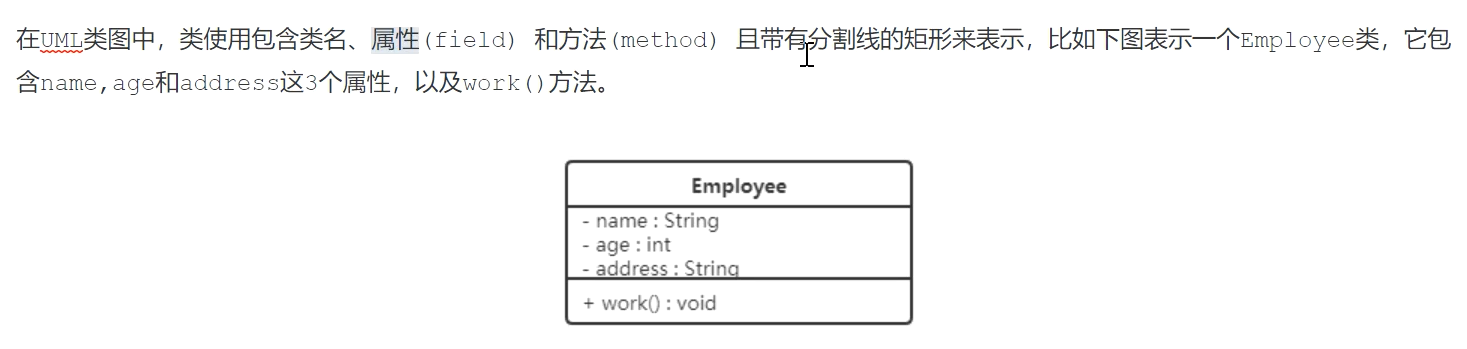 在UML类图中，类使用包含类名、属性(field) 和方法(method) 且带有分割线的矩形来表示，比如下图表示一个Employee类，它包
含name,age和address这3个属性，以及work()方法。
Employee
- name : String
- age : int
- address : String
+ work() : void